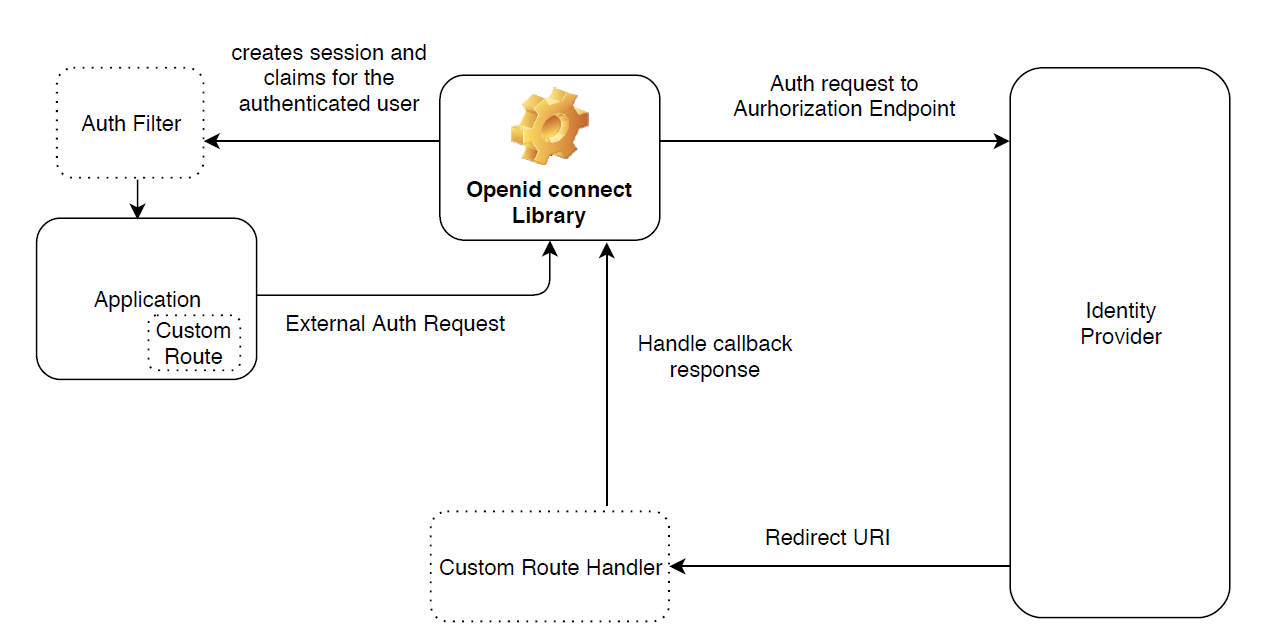 creates session and
claims for the
authenticated user
Auth Filter
Auth request to
Aurhorization Endpoint
Openid connect
Library
Application
Custom
Route
External Auth Request
Identity
Provider
Handle callback
response
Redirect URI
Custom Route Handler